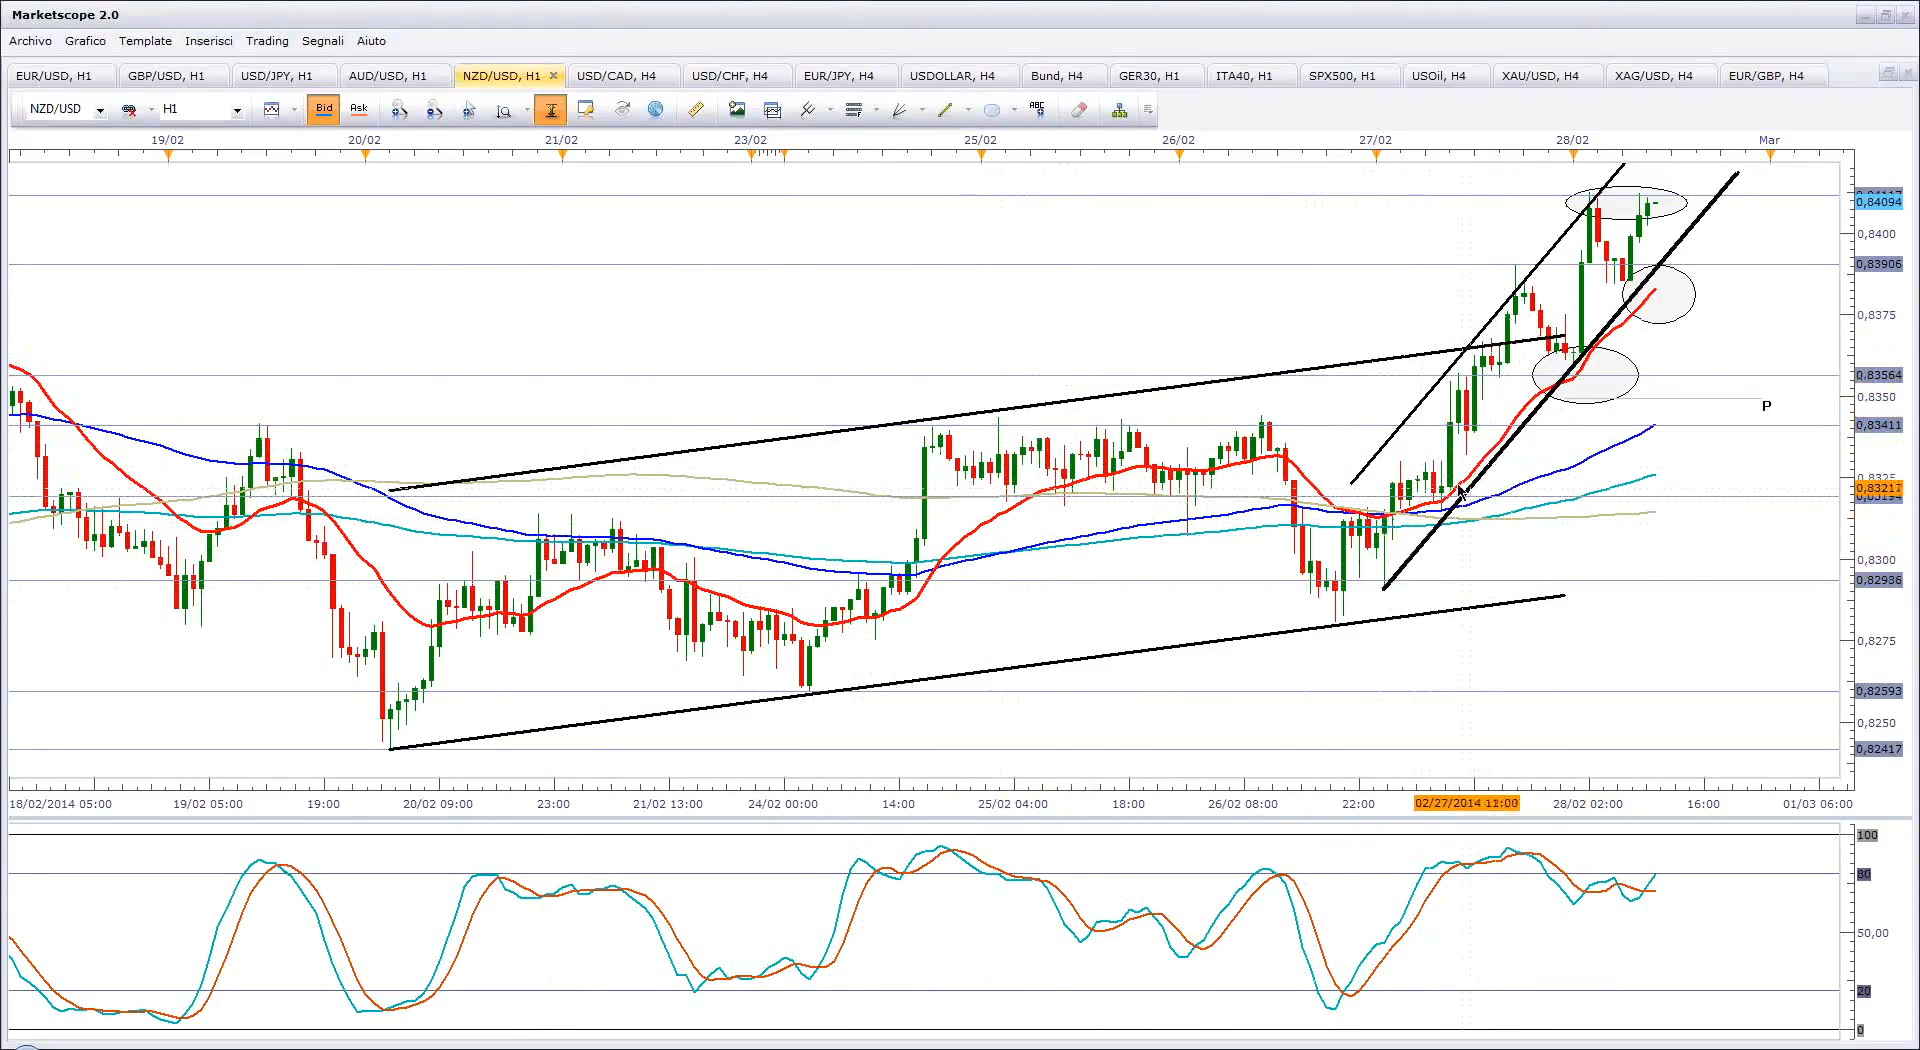 Marketscope 2.0
Archivo Grafico Template Inserisci Trading Segnali Aiuto
EUR/USD, H1 GBP/USD, H1 USD/JPY, H1 AUD/USD, H1 NZD/USD, H1 USD/CAD, H4 USD/CHF, H4 EUR/JPY, H4 USDOLLAR, H4 Bund, H4 GER30, H1 ITA40, H1 SPX500, H1 USOil, H4 XAU/USD, H4 XAG/USD, H4 EUR/GBP, H4
NZD/USD H1 Bid Ask ABC
19/02 20/02 21/02 23/02 25/02 26/02 27/02 28/02 Mar
0,84094
0,8400
0,83906
0,8375
0,83564
0,8350
P
0,83411
0,8325
0,83217
0,8300
0,82936
0,8275
0,82593
0,8250
0,82417
18/02/2014 05:00 19/02 05:00 19:00 20/02 09:00 23:00 21/02 13:00 24/02 00:00 14:00 25/02 04:00 18:00 26/02 08:00 22:00 02/27/2014 11:00 28/02 02:00 16:00 01/03 06:00
100
80
50,00
20
0